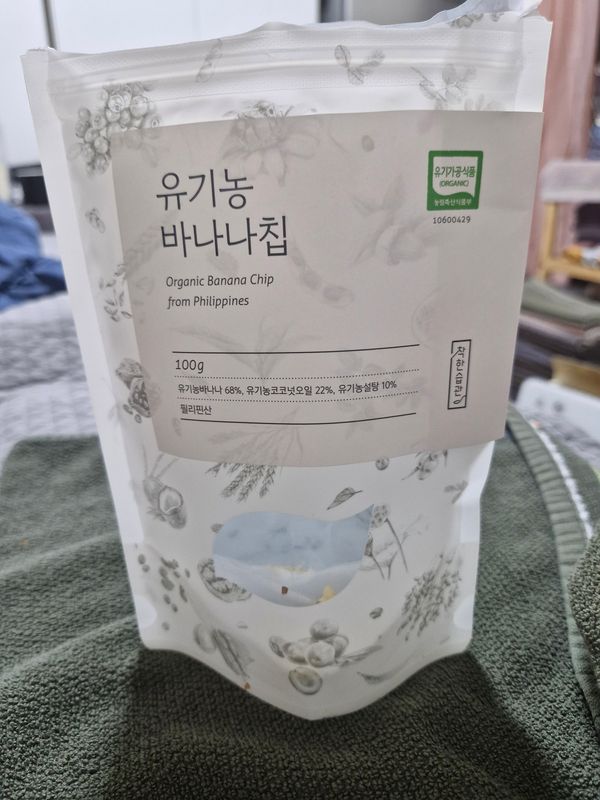 유기가공식품
(ORGANIC)
농림축산식품부
10600429
유기농
바나나칩
Organic Banana Chip
from Philippines
100g
유기농바나나 68%, 유기농코코넛오일 22%, 유기농설탕 10%
필리핀산
착한습관